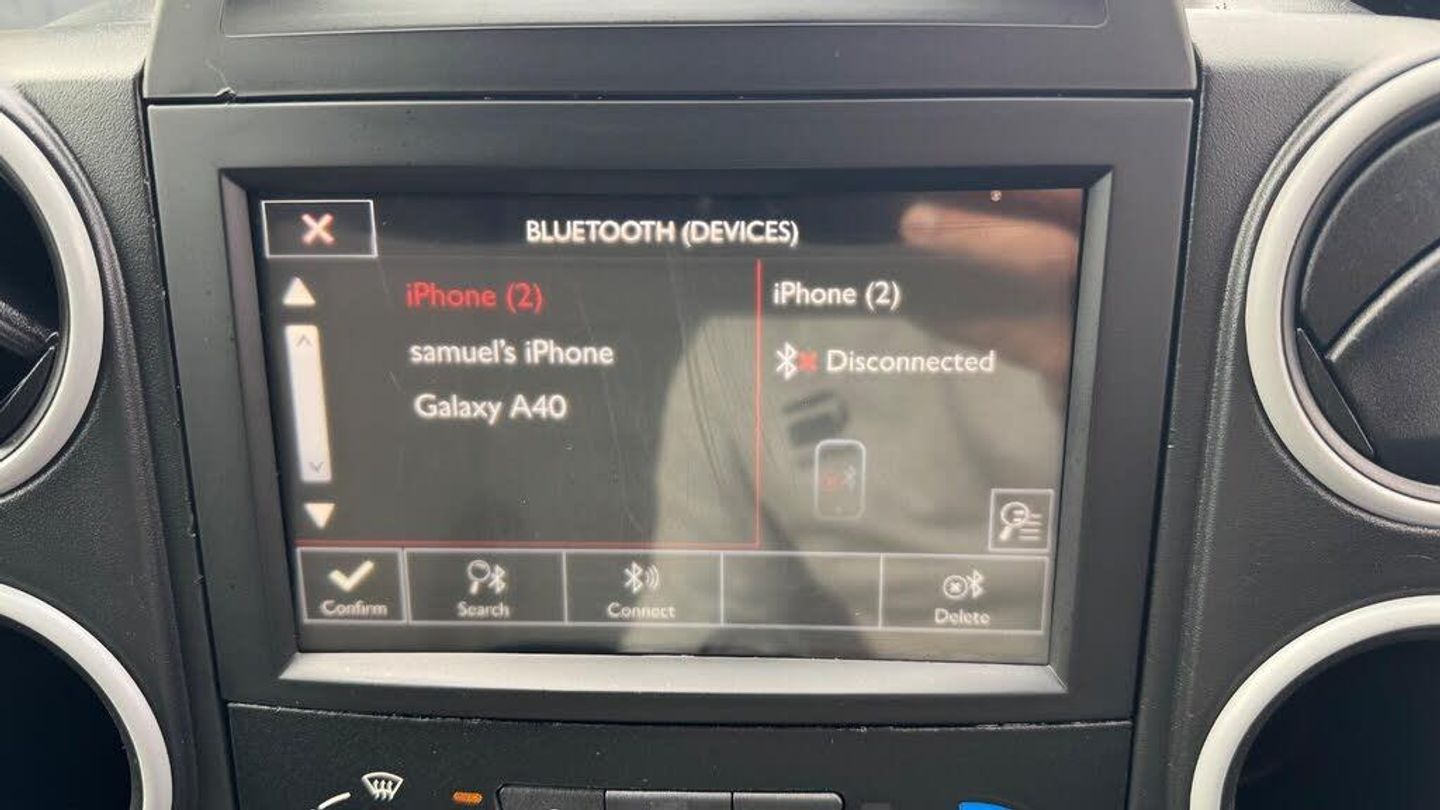 BLUETOOTH (DEVICES)
iPhone (2)
samuel's iPhone
Galaxy A40
iPhone (2)
Disconnected
Confirm
Search
Connect
Delete